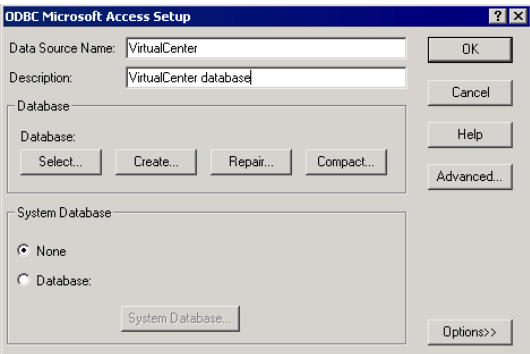 ODBC Microsoft Access Setup
Data Source Name: VirtualCenter
OK
Description: VirtualCenter database
Cancel
Database
Database:
Select... Create... Repair... Compact...
Help
Advanced...
System Database
None
Database:
System Database...
Options>>